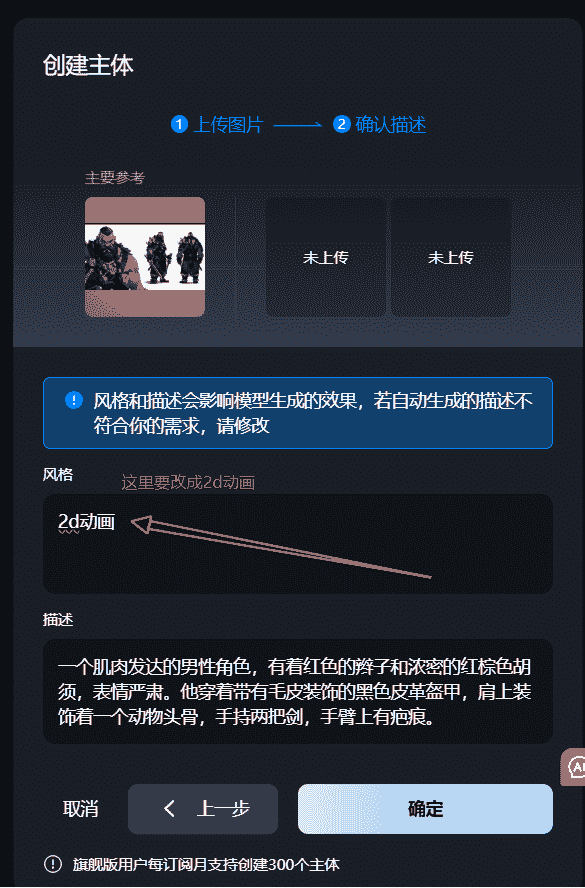 创建主体
1 上传图片 2 确认描述
主要参考
未上传 未上传
风格和描述会影响模型生成的效果，若自动生成的描述不
符合你的需求，请修改
风格
这里要改成2d动画
2d动画
描述
一个肌肉发达的男性角色，有着红色的辫子和浓密的红棕色胡
须，表情严肃。他穿着带有毛皮装饰的黑色皮革盔甲，肩上装
饰着一个动物头骨，手持两把剑，手臂上有疤痕。
AI
取消 上一步 确定
旗舰版用户每订阅月支持创建300个主体